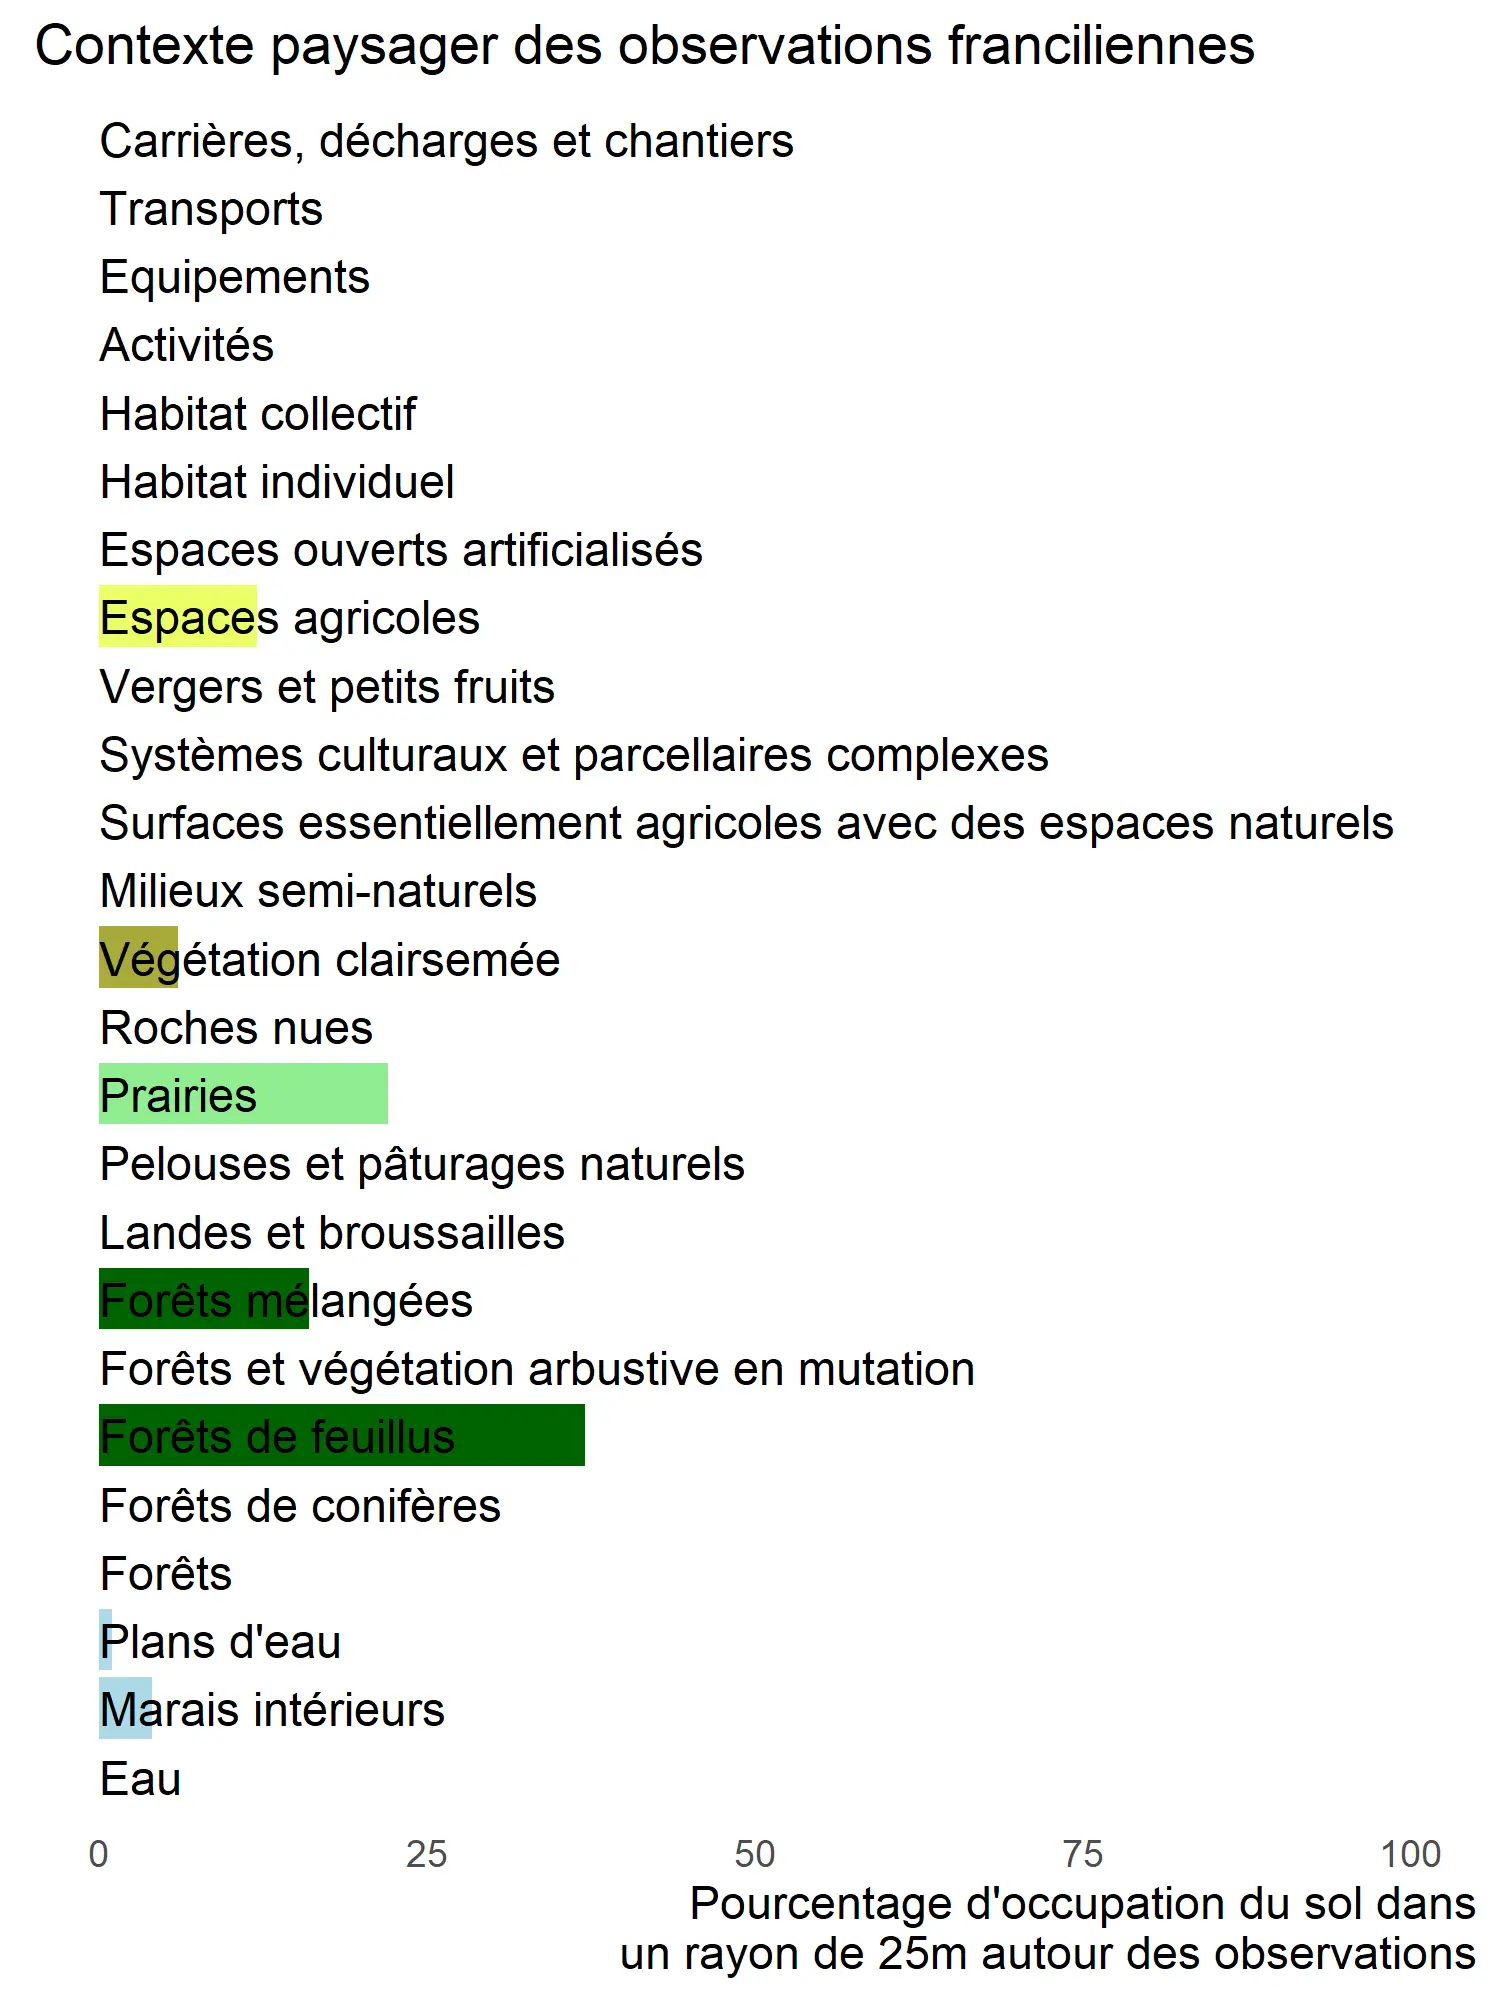 Contexte paysager des observations franciliennes
Carrières, décharges et chantiers
Transports
Equipements
Activités
Habitat collectif
Habitat individuel
Espaces ouverts artificialisés
Espaces agricoles
Vergers et petits fruits
Systèmes culturaux et parcellaires complexes
Surfaces essentiellement agricoles avec des espaces naturels
Milieux semi-naturels
Végétation clairsemée
Roches nues
Prairies
Pelouses et pâturages naturels
Landes et broussailles
Forêts mélangées
Forêts et végétation arbustive en mutation
Forêts de feuillus
Forêts de conifères
Forêts
Plans d'eau
Marais intérieurs
Eau
0 25 50 75 100
Pourcentage d'occupation du sol dans
un rayon de 25m autour des observations